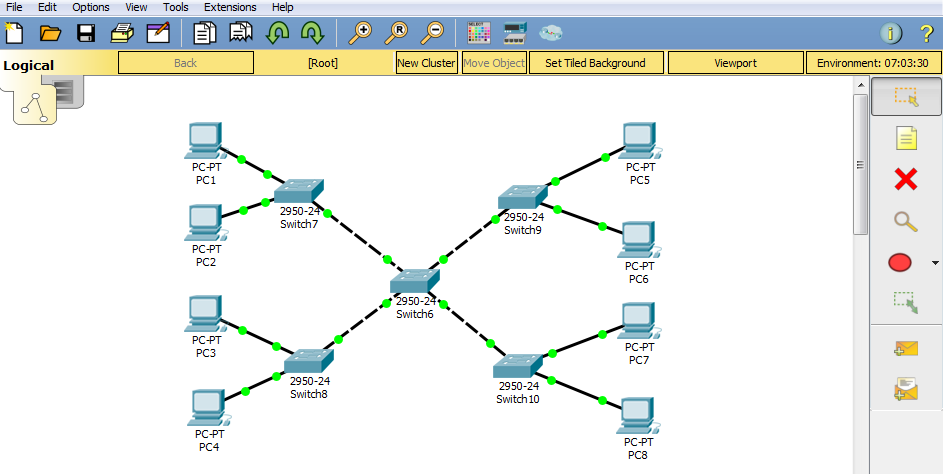 File Edit Options View Tools Extensions Help
Logical Back [Root] New Cluster Move Object Set Tiled Background Viewport Environment: 07:03:30
PC-PT
PC1
2950-24
Switch7
PC-PT
PC2
PC-PT
PC5
2950-24
Switch9
PC-PT
PC6
2950-24
Switch6
PC-PT
PC3
2950-24
Switch8
PC-PT
PC4
PC-PT
PC7
2950-24
Switch10
PC-PT
PC8